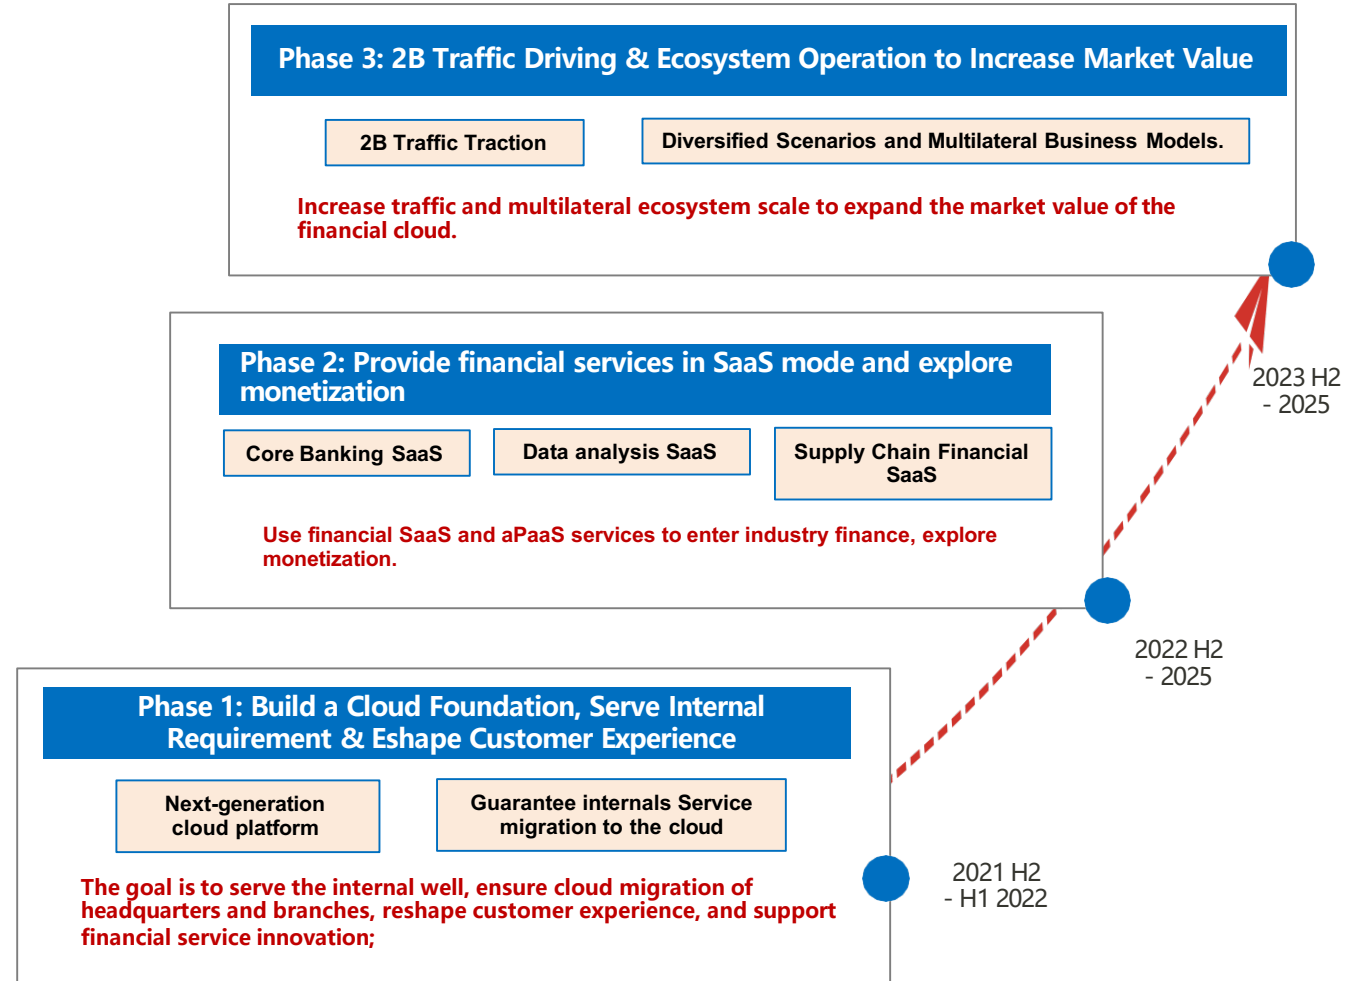 Phase 3: 2B Traffic Driving & Ecosystem Operation to Increase Market Value
2B Traffic Traction
Diversified Scenarios and Multilateral Business Models.
Increase traffic and multilateral ecosystem scale to expand the market value of the
financial cloud.
2023 H2
- 2025
Phase 2: Provide financial services in SaaS mode and explore
monetization
Core Banking SaaS
Data analysis SaaS
Supply Chain Financial
SaaS
Use financial SaaS and aPaaS services to enter industry finance, explore
monetization.
2022 H2
- 2025
Phase 1: Build a Cloud Foundation, Serve Internal
Requirement & Eshape Customer Experience
Next-generation
cloud platform
Guarantee internals Service
migration to the cloud
The goal is to serve the internal well, ensure cloud migration of
headquarters and branches, reshape customer experience, and support
financial service innovation;
2021 H2
- H1 2022